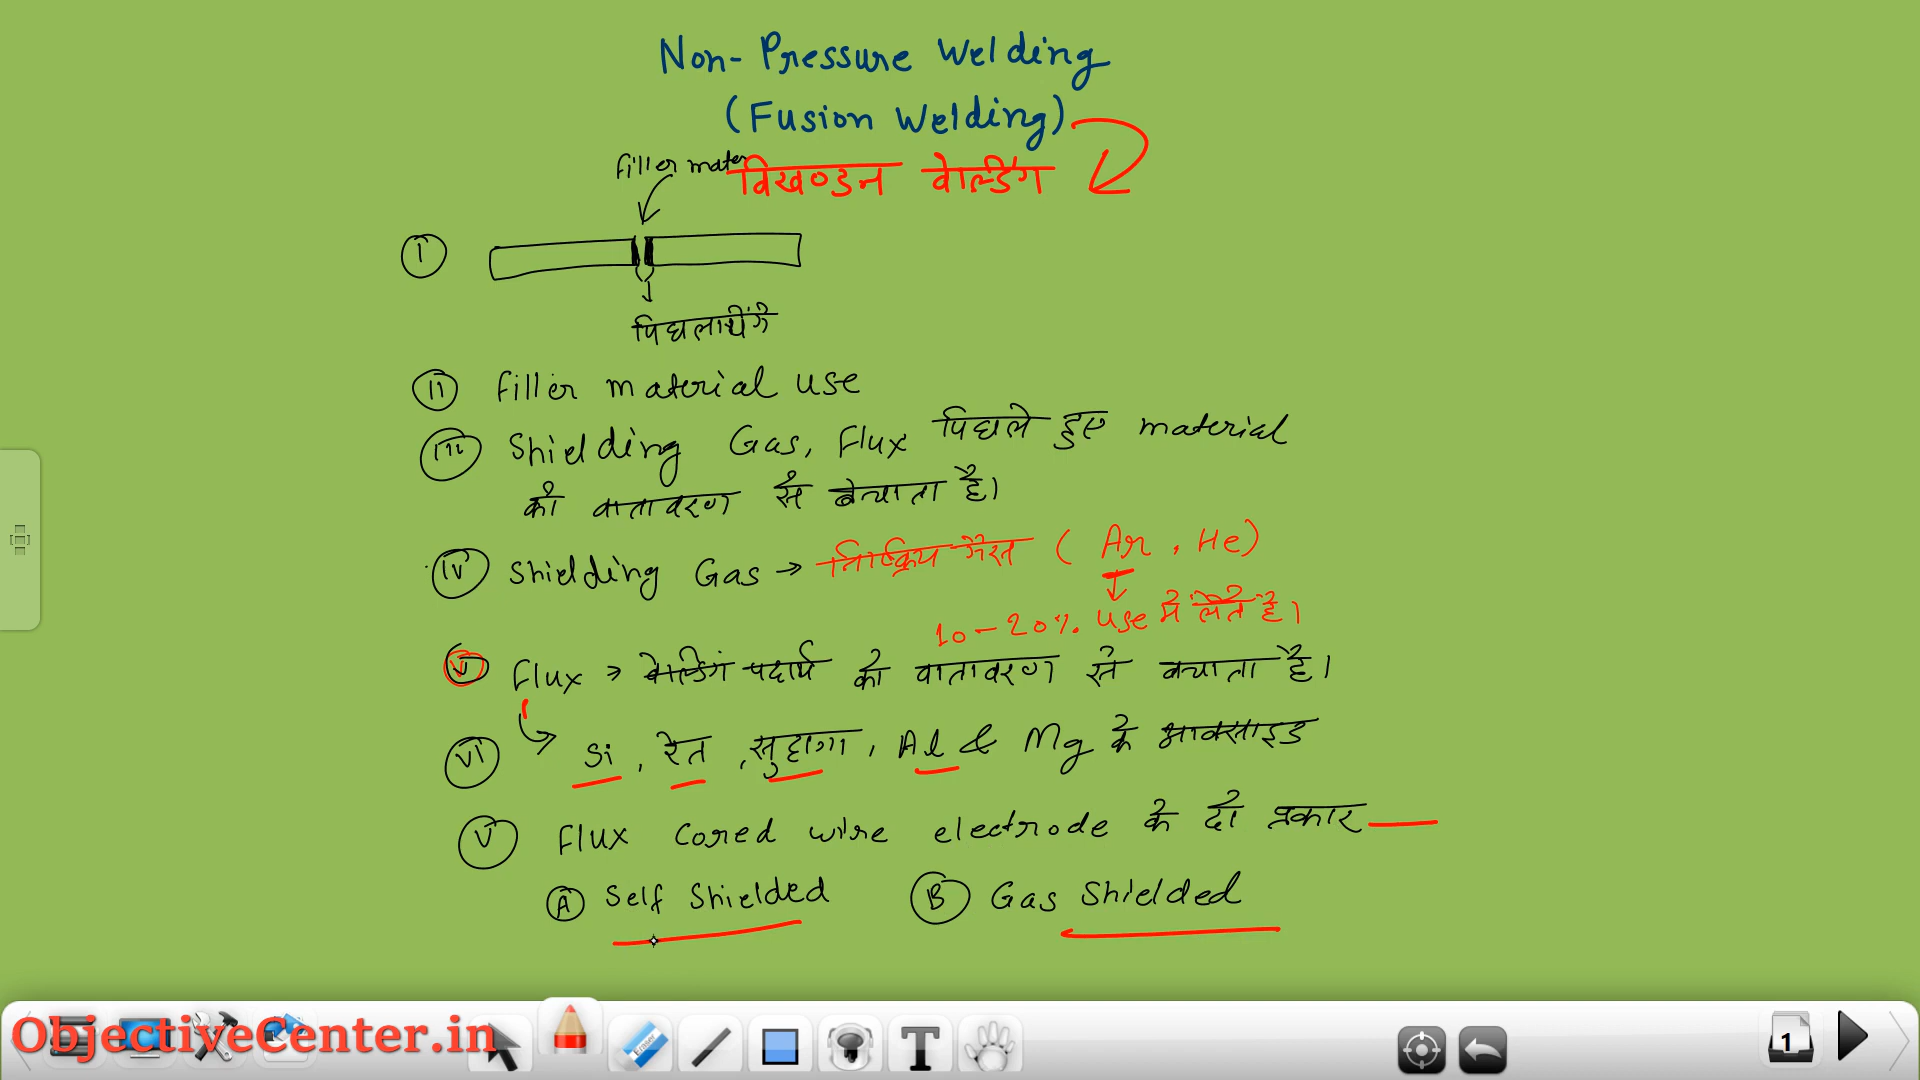 Non-Pressure Welding
(Fusion Welding)
filler mater
विखण्डन वेल्डिंग
i
पिघलायेंगे
ii filler material use
iii Shielding Gas, Flux पिघले हुए material
को वातावरण से बचाता है।
iv Shielding Gas → निष्क्रिय गैस (Ar, He)
10-20% use मे लेते है।
v Flux → वेल्डिंग पदार्थ को वातावरण से बचाता है।
vi → Si, रेत, सुहागा, Al & Mg के आक्साइड
V Flux cored wire electrode के दो प्रकार
A Self Shielded B Gas Shielded
ObjectiveCenter.in
Eraser
T
1